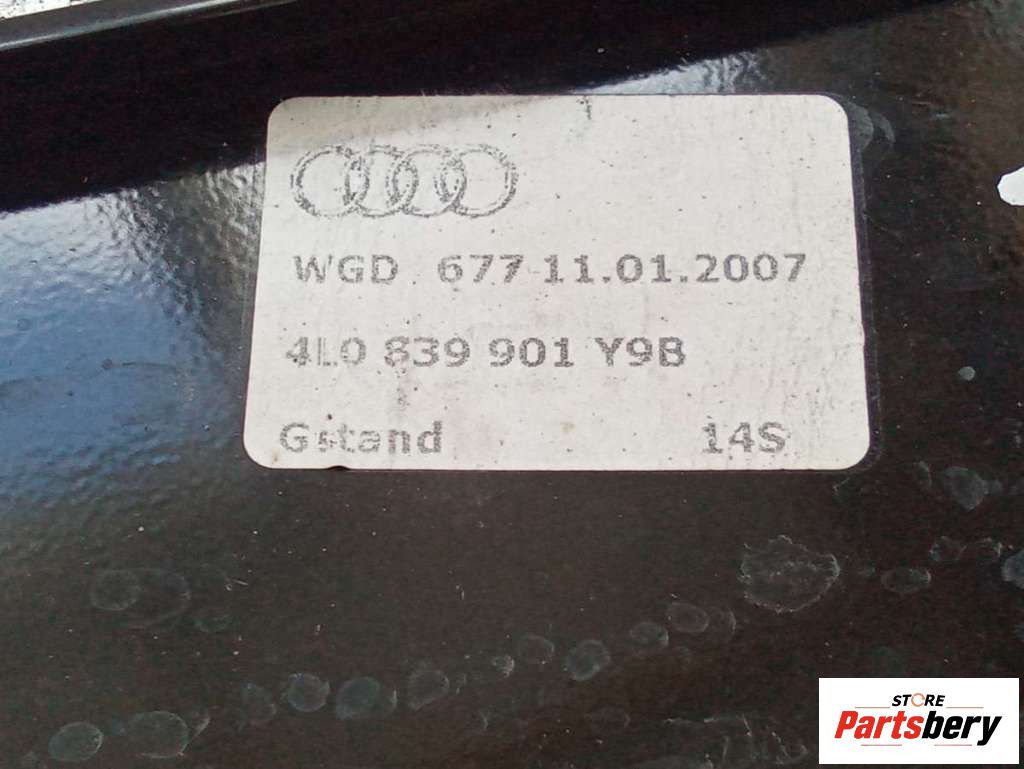 WGD 677 11.01.2007
4L0 839 901 Y9B
Gstand 14S
STORE
Partsbery